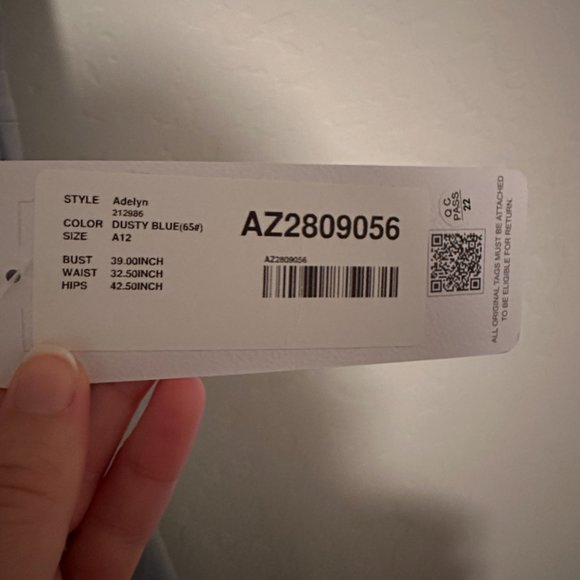 STYLE Adelyn
212986
COLOR DUSTY BLUE(65#)
SIZE A12
BUST 39.00INCH
WAIST 32.50INCH
HIPS 42.50INCH
AZ2809056
AZ2809056
Q C
PASS
22
ALL ORIGINAL TAGS MUST BE ATTACHED
TO BE ELIGIBLE FOR RETURN.